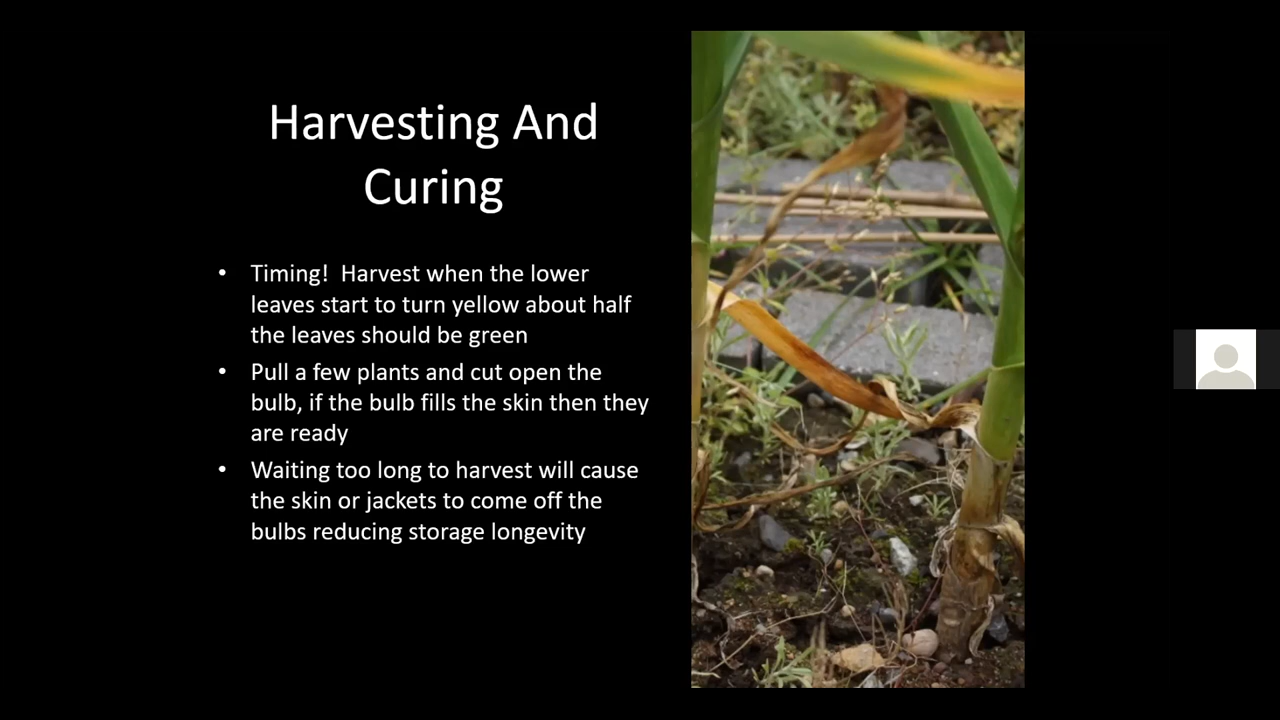 Harvesting And
Curing
• Timing!  Harvest when the lower
leaves start to turn yellow about half
the leaves should be green
• Pull a few plants and cut open the
bulb, if the bulb fills the skin then they
are ready
• Waiting too long to harvest will cause
the skin or jackets to come off the
bulbs reducing storage longevity